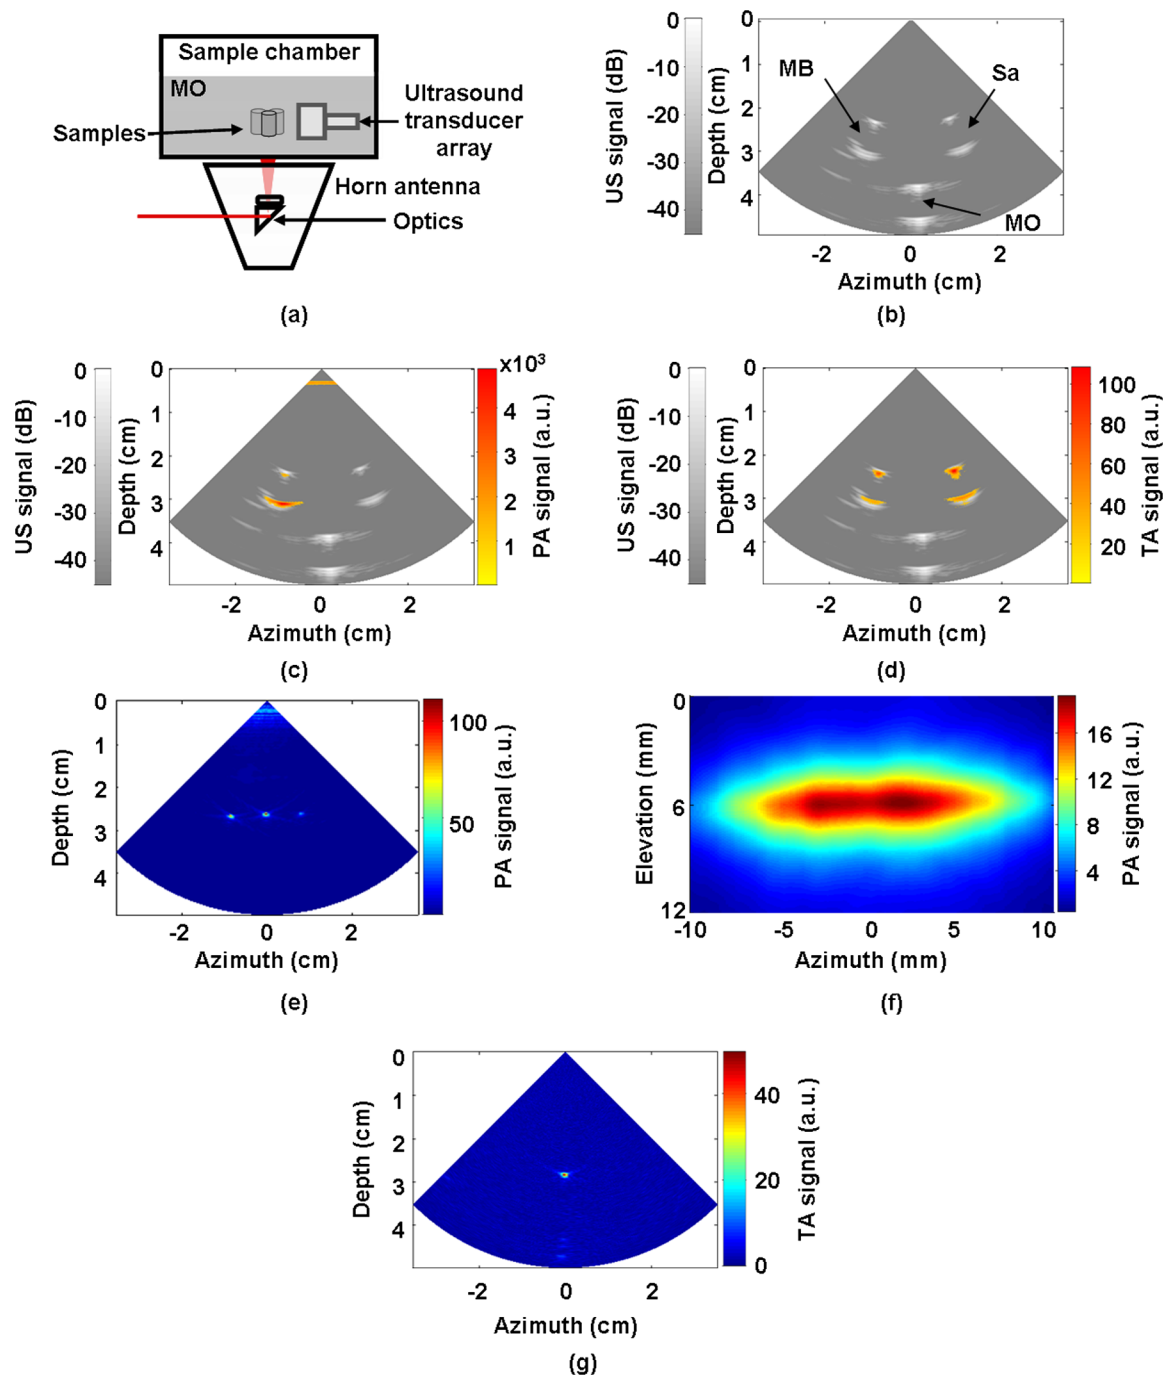 Sample chamber
MO
Samples
Ultrasound
transducer
array
Horn antenna
Optics
(a)
US signal (dB)
0
-10
-20
-30
-40
Depth (cm)
0
1
2
3
4
MB
Sa
MO
-2
0
2
Azimuth (cm)
(b)
US signal (dB)
0
-10
-20
-30
-40
Depth (cm)
0
1
2
3
4
-2
0
2
Azimuth (cm)
x10³
4
3
2
1
PA signal (a.u.)
(c)
US signal (dB)
0
-10
-20
-30
-40
Depth (cm)
0
1
2
3
4
-2
0
2
Azimuth (cm)
100
80
60
40
20
TA signal (a.u.)
(d)
Depth (cm)
0
1
2
3
4
-2
0
2
Azimuth (cm)
100
50
PA signal (a.u.)
(e)
Elevation (mm)
0
6
12
-10
-5
0
5
10
Azimuth (mm)
16
12
8
4
PA signal (a.u.)
(f)
Depth (cm)
0
1
2
3
4
-2
0
2
Azimuth (cm)
40
20
0
TA signal (a.u.)
(g)